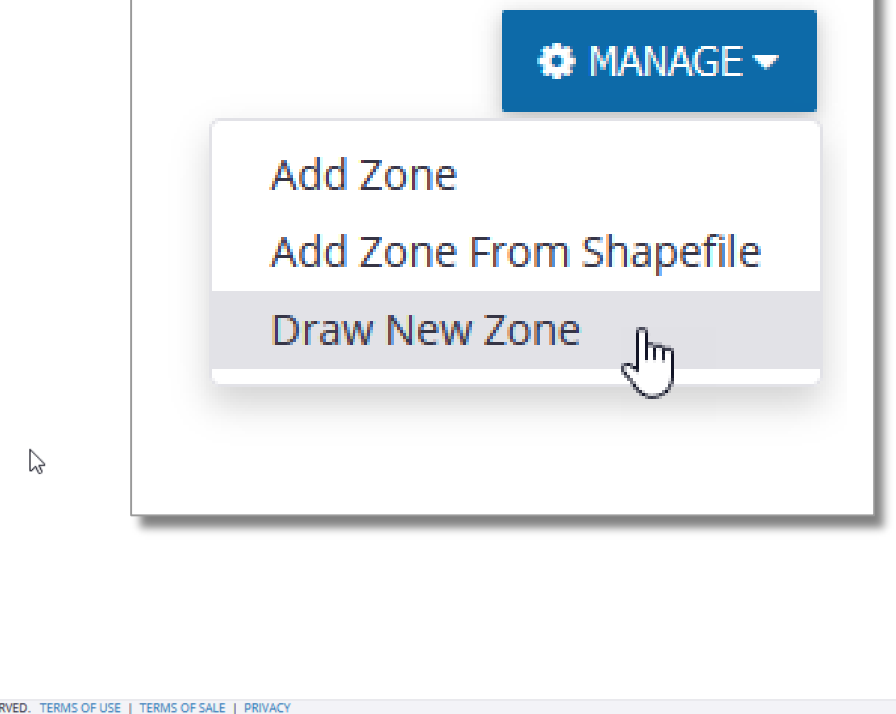 MANAGE
Add Zone
Add Zone From Shapefile
Draw New Zone
RVED. TERMS OF USE | TERMS OF SALE | PRIVACY